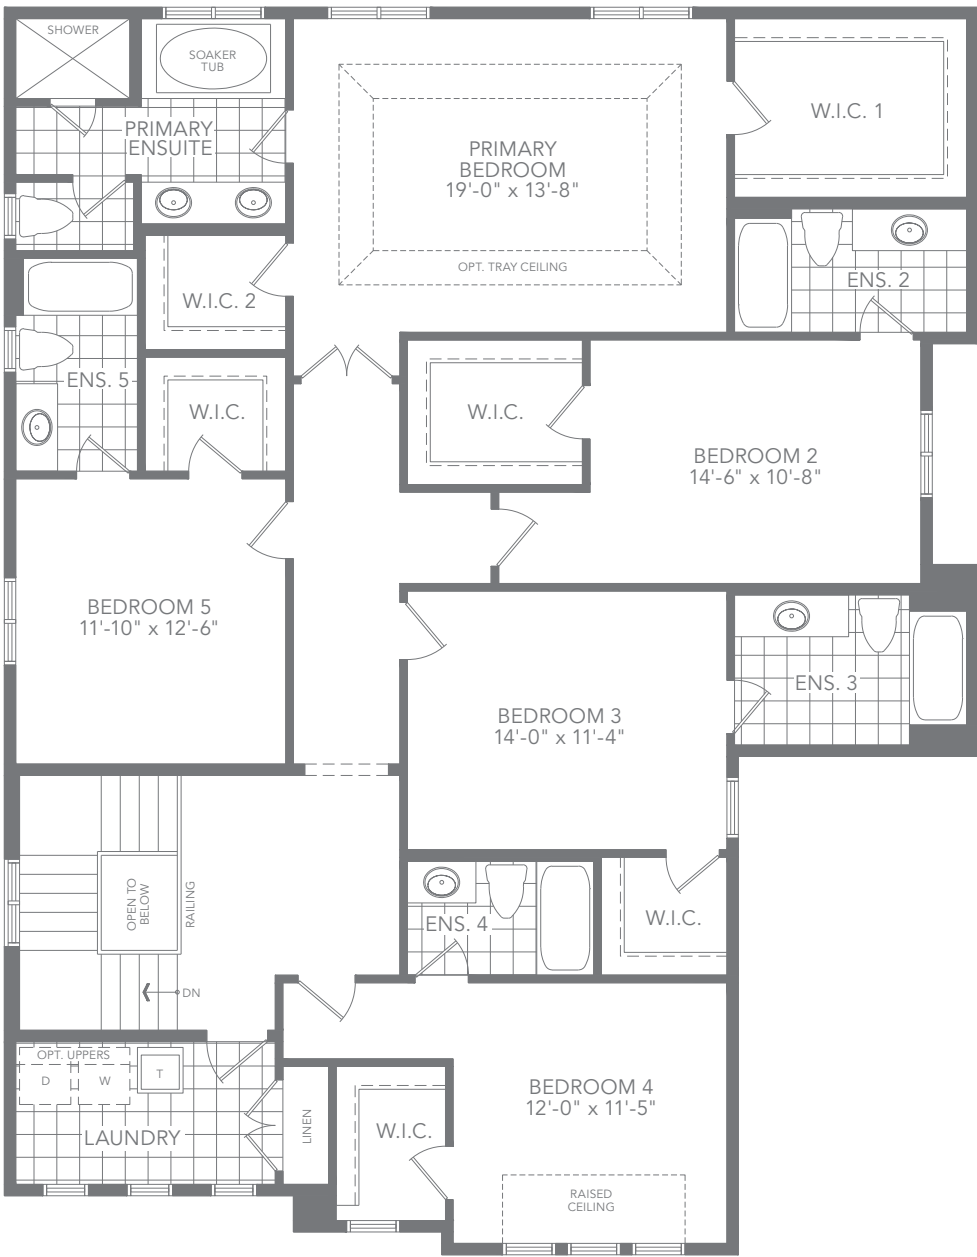 SHOWER
SOAKER
TUB
PRIMARY
ENSUITE
PRIMARY
BEDROOM
19'-0" x 13'-8"
OPT. TRAY CEILING
W.I.C. 1
W.I.C. 2
ENS. 2
ENS. 5
W.I.C.
W.I.C.
BEDROOM 2
14'-6" x 10'-8"
BEDROOM 5
11'-10" x 12'-6"
ENS. 3
BEDROOM 3
14'-0" x 11'-4"
OPEN TO
BELOW
RAILING
DN
ENS. 4
W.I.C.
OPT. UPPERS
D
W
T
LAUNDRY
LINEN
W.I.C.
BEDROOM 4
12'-0" x 11'-5"
RAISED
CEILING